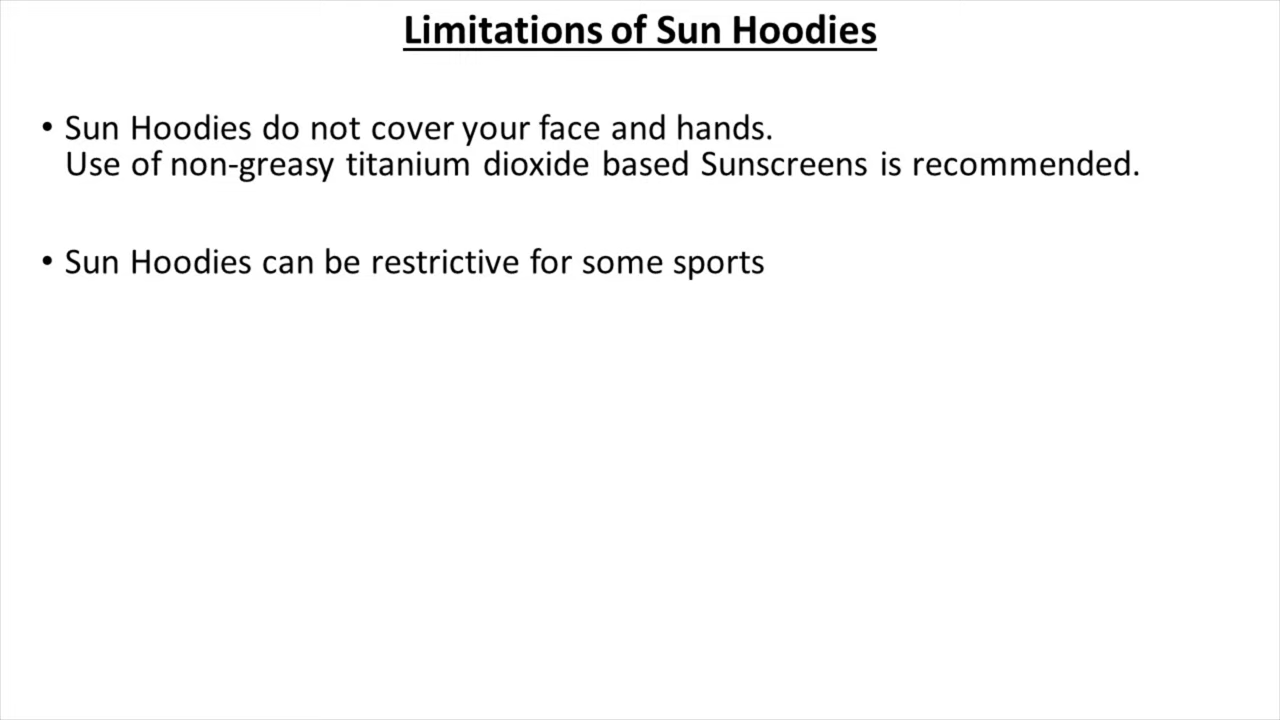 Limitations of Sun Hoodies
• Sun Hoodies do not cover your face and hands.
Use of non-greasy titanium dioxide based Sunscreens is recommended.
• Sun Hoodies can be restrictive for some sports